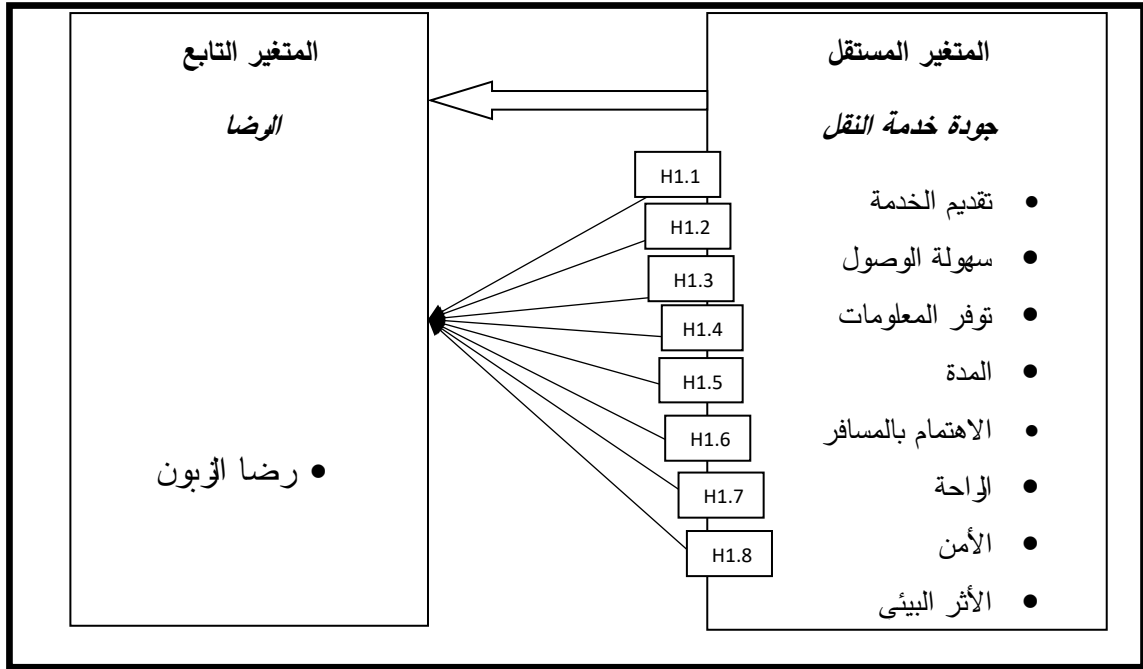 المتغير المستقل
جودة خدمة النقل
تقديم الخدمة
سهولة الوصول
توفر المعلومات
المدة
الاهتمام بالمسافر
الراحة
الأمن
الأثر البيئى
H1.1
H1.2
H1.3
H1.4
H1.5
H1.6
H1.7
H1.8
المتغير التابع
الرضا
رضا الزبون